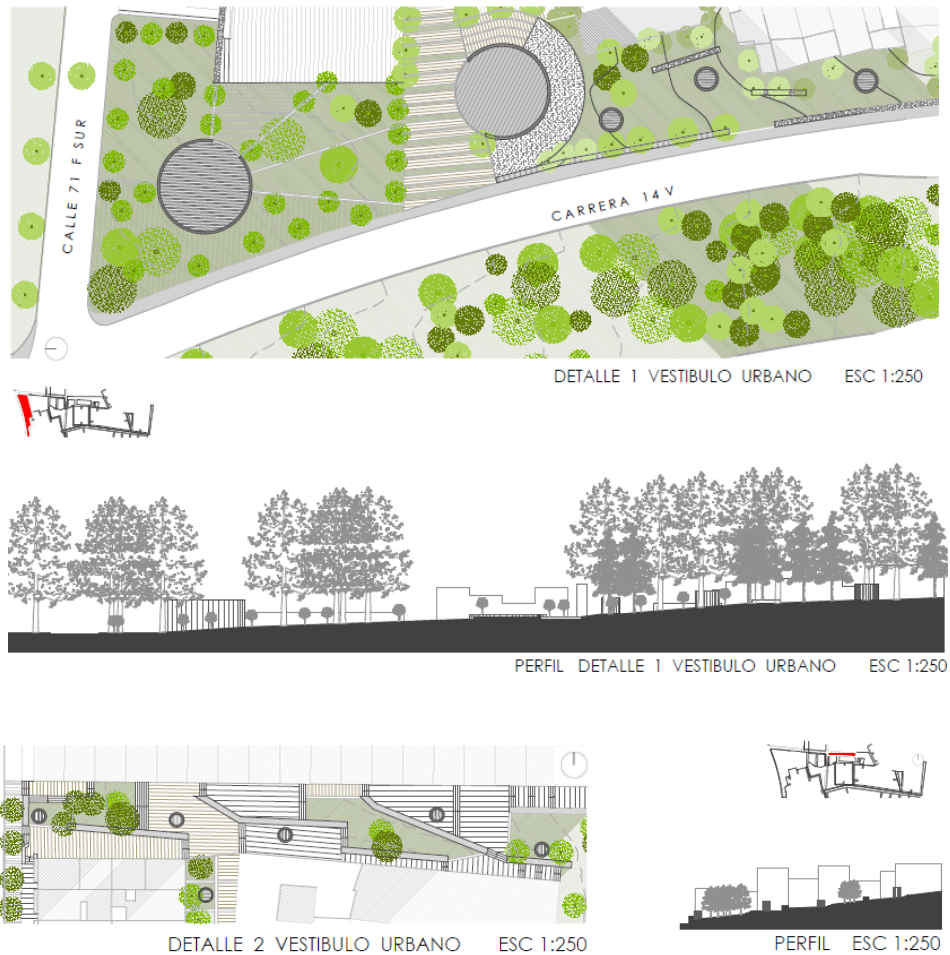 CALLE 71 F SUR
CARRERA 14 V
DETALLE 1 VESTIBULO URBANO ESC 1:250
PERFIL DETALLE 1 VESTIBULO URBANO ESC 1:250
DETALLE 2 VESTIBULO URBANO ESC 1:250
PERFIL ESC 1:250